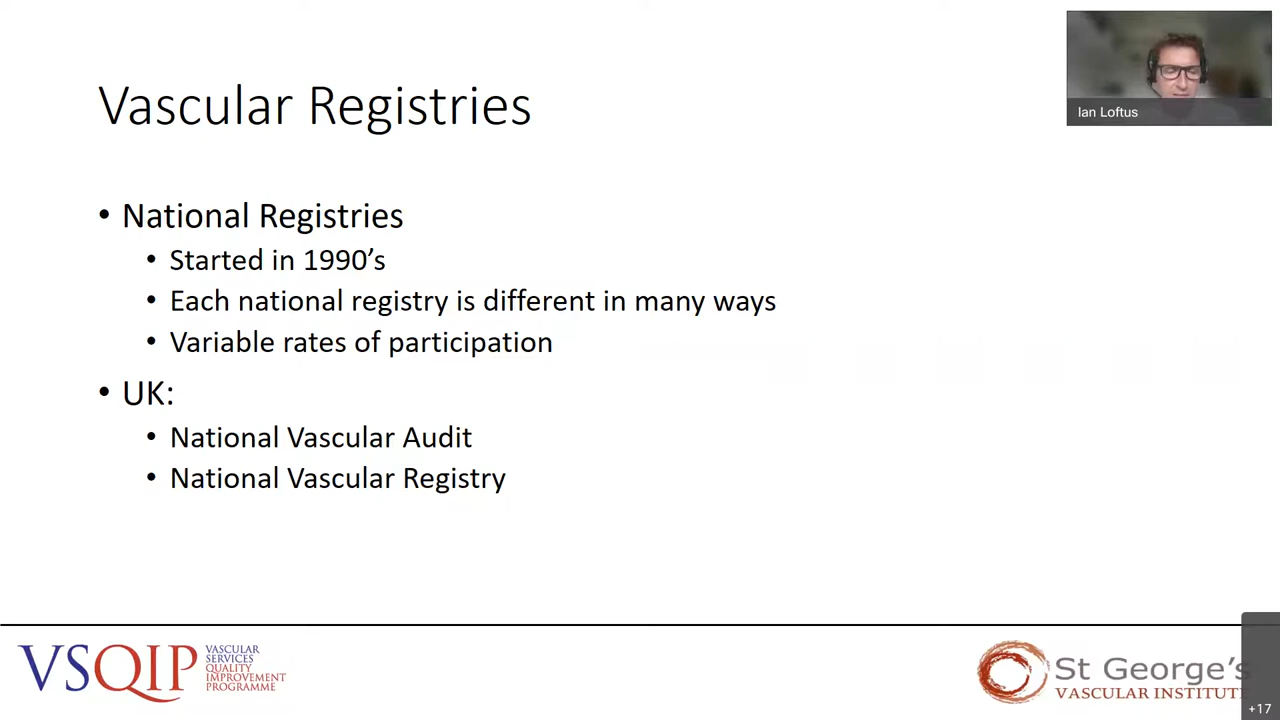 Vascular Registries
Ian Loftus
• National Registries
• Started in 1990’s
• Each national registry is different in many ways
• Variable rates of participation
• UK:
• National Vascular Audit
• National Vascular Registry
VSQIP
VASCULAR
SERVICES
QUALITY
IMPROVEMENT
PROGRAMME
St George's
VASCULAR INSTITUTE
+17